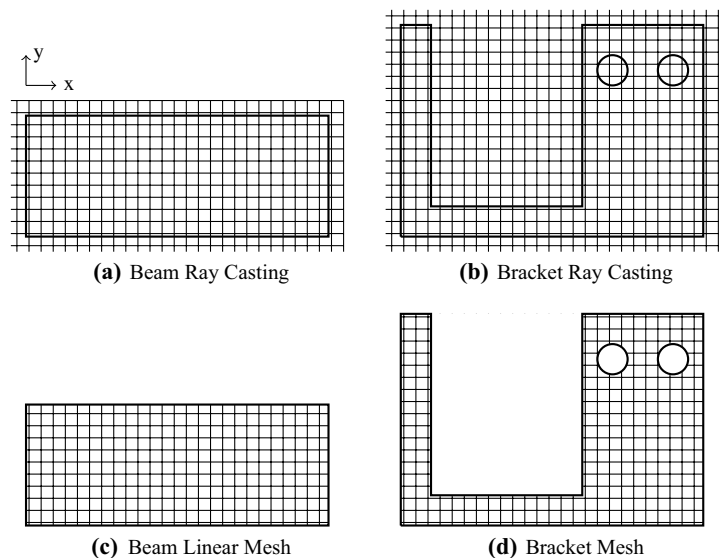 y
x
(a) Beam Ray Casting
(b) Bracket Ray Casting
(c) Beam Linear Mesh
(d) Bracket Mesh